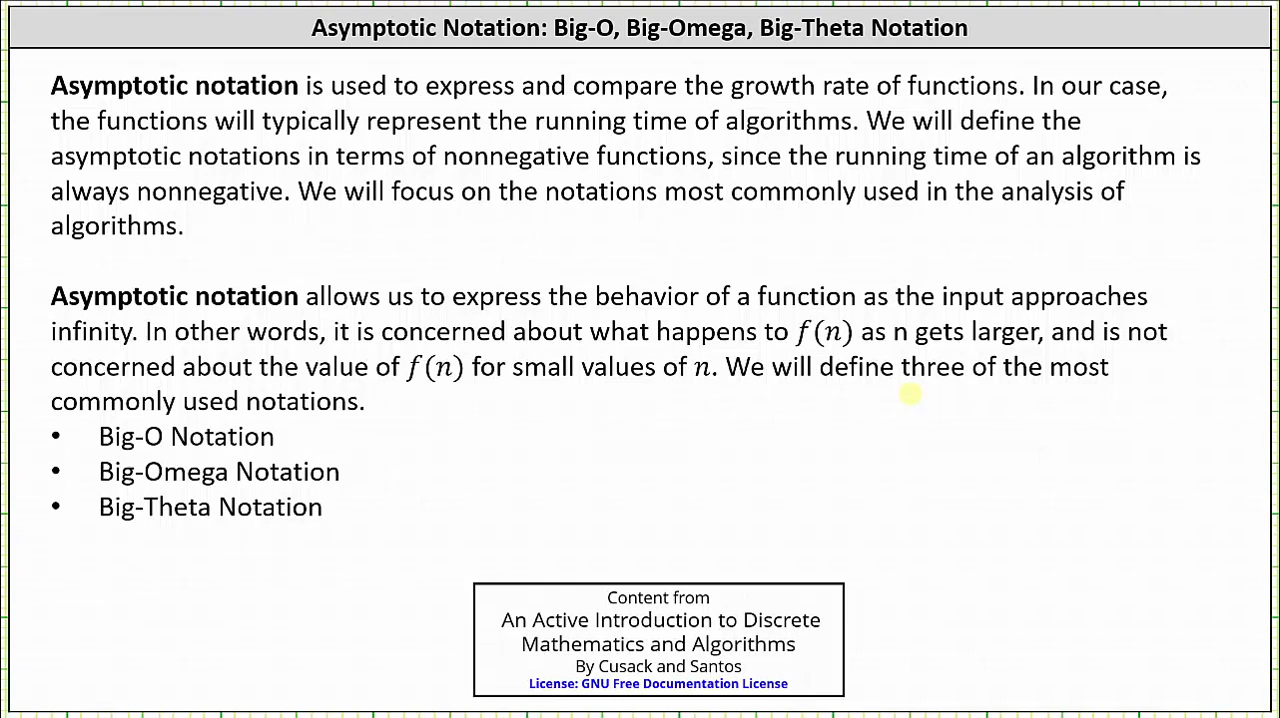 Asymptotic Notation: Big-O, Big-Omega, Big-Theta Notation
Asymptotic notation is used to express and compare the growth rate of functions. In our case,
the functions will typically represent the running time of algorithms. We will define the
asymptotic notations in terms of nonnegative functions, since the running time of an algorithm is
always nonnegative. We will focus on the notations most commonly used in the analysis of
algorithms.
Asymptotic notation allows us to express the behavior of a function as the input approaches
infinity. In other words, it is concerned about what happens to f(n) as n gets larger, and is not
concerned about the value of f(n) for small values of n. We will define three of the most
commonly used notations.
• Big-O Notation
• Big-Omega Notation
• Big-Theta Notation
Content from
An Active Introduction to Discrete
Mathematics and Algorithms
By Cusack and Santos
License: GNU Free Documentation License